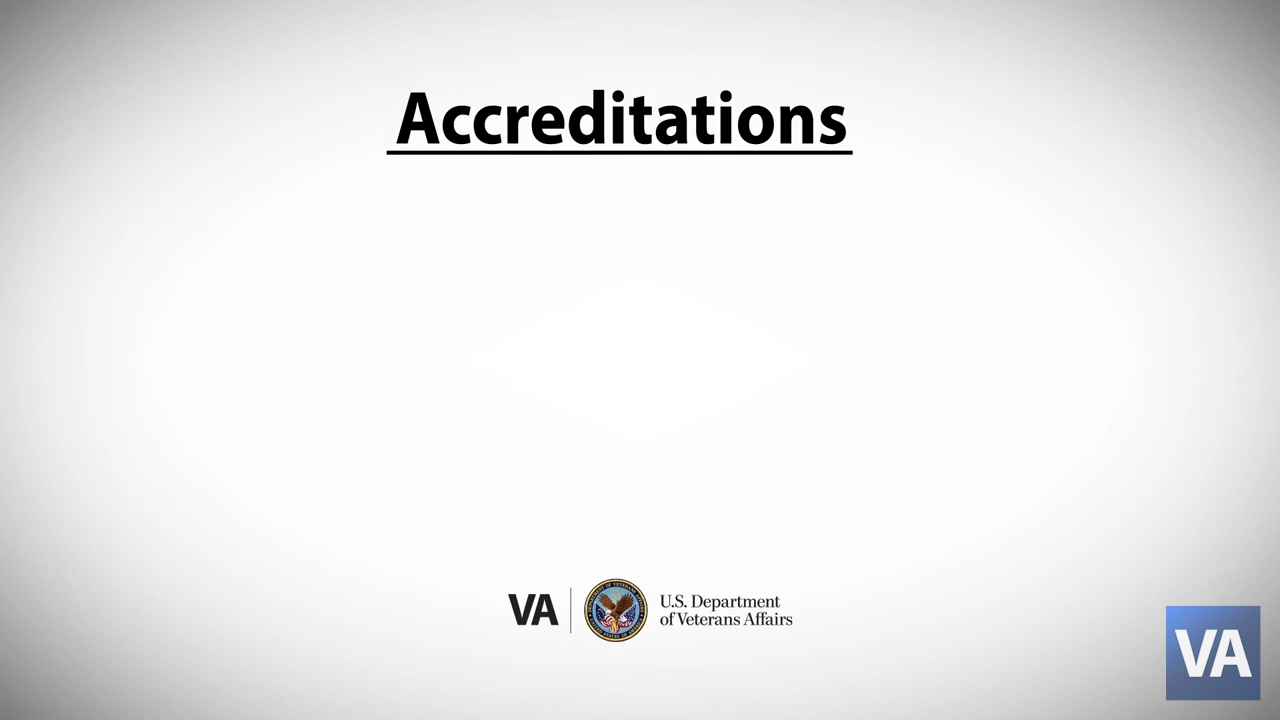 Accreditations
VA
U.S. Department
of Veterans Affairs
VA